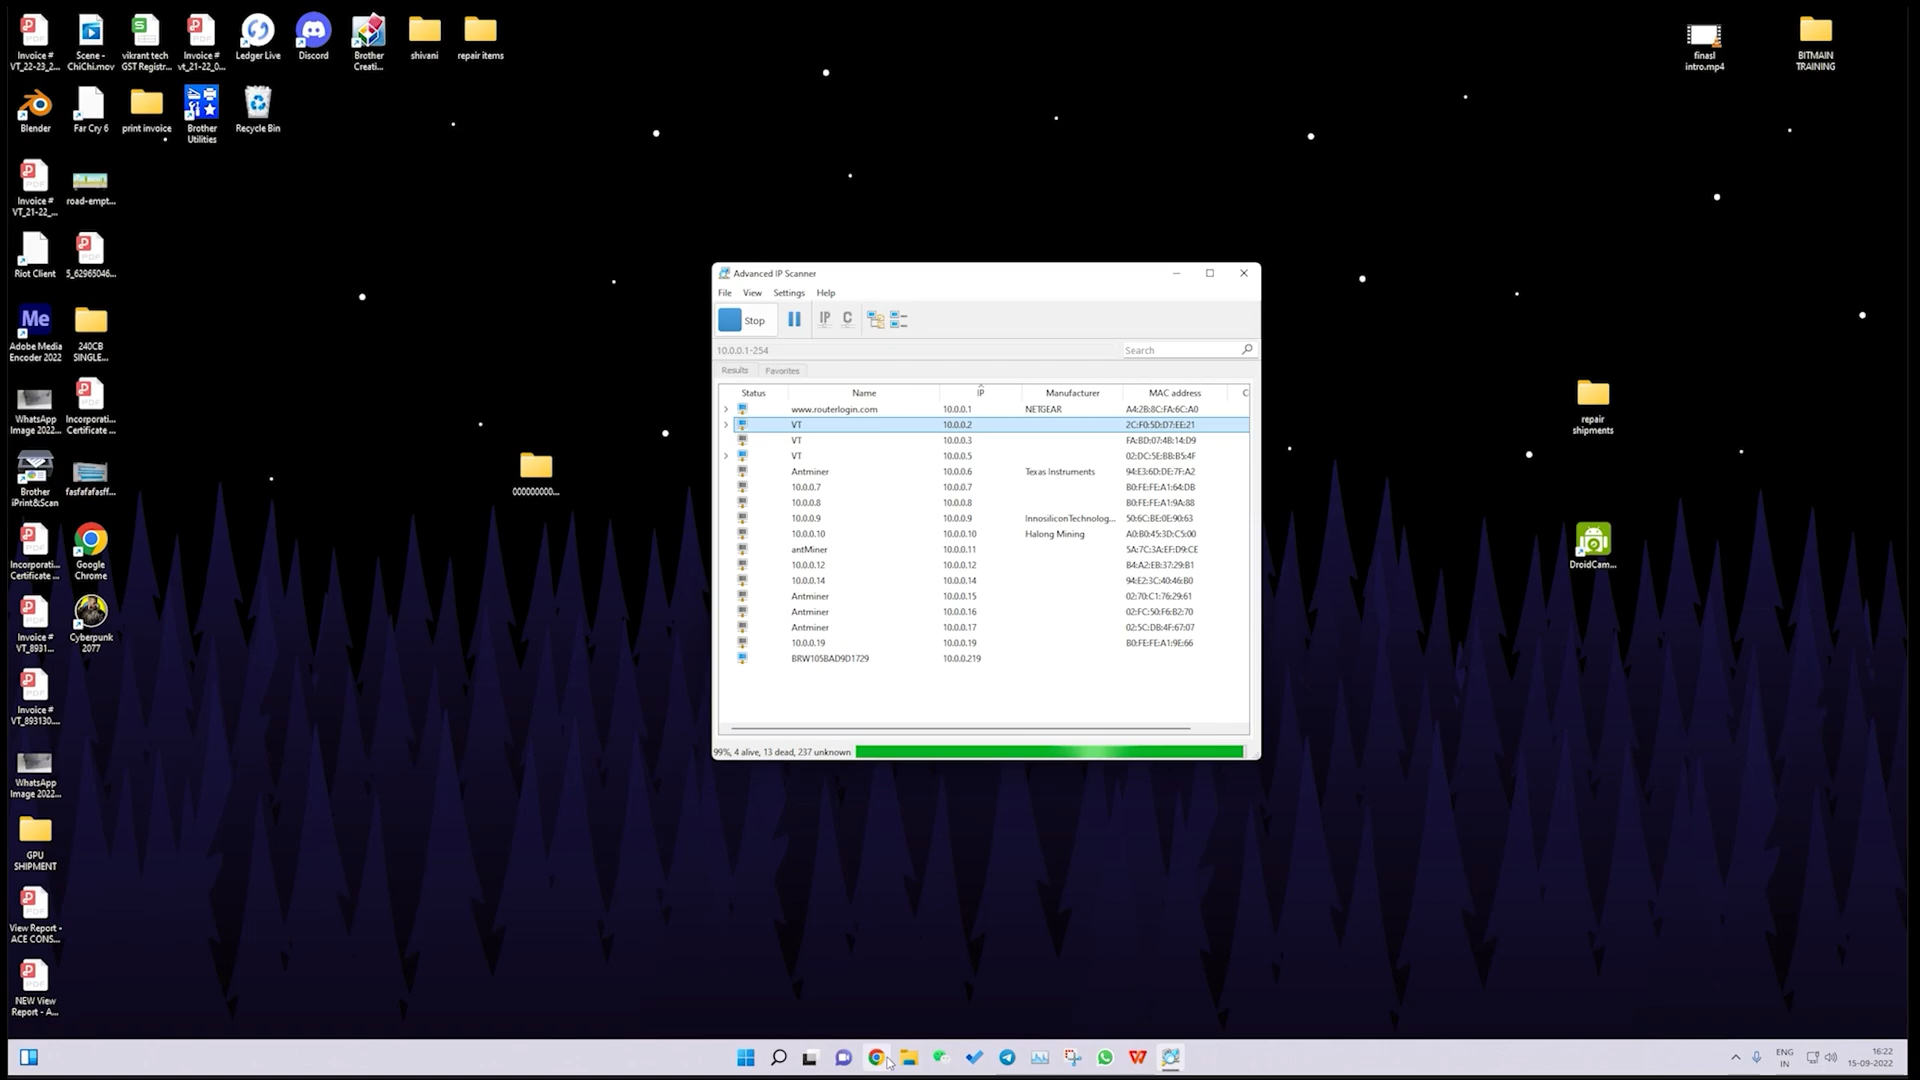 Invoice #
VT_22-23_2...
Scene -
ChiChi.mov
vikrant tech
GST Registr...
Invoice #
vt_21-22_0...
Ledger Live
Discord
Brother
Creati...
shivani
repair items
finasl
intro.mp4
BITMAIN
TRAINING
Blender
Far Cry 6
print invoice
Brother
Utilities
Recycle Bin
Invoice #
VT_21-22_...
road-empt...
Riot Client
5_62965046...
Adobe Media
Encoder 2022
240CB
SINGLE...
WhatsApp
Image 2022...
Incorporati...
Certificate ...
Brother
iPrint&Scan
fasfafafasff...
000000000...
repair
shipments
Incorporati...
Certificate ...
Google
Chrome
DroidCam...
Invoice #
VT_8931...
Cyberpunk
2077
Invoice #
VT_893130...
WhatsApp
Image 2022...
GPU
SHIPMENT
View Report -
ACE CONS...
NEW View
Report - A...
Advanced IP Scanner
File View Settings Help
Stop IP C
10.0.0.1-254 Search
Results Favorites
Status Name IP Manufacturer MAC address C
www.routerlogin.com 10.0.0.1 NETGEAR A4:2B:8C:FA:6C:A0
VT 10.0.0.2 2C:F0:5D:D7:EE:21
VT 10.0.0.3 FA:BD:07:4B:14:D9
VT 10.0.0.5 02:DC:5E:BB:B5:4F
Antminer 10.0.0.6 Texas Instruments 94:E3:6D:DE:7F:A2
10.0.0.7 10.0.0.7 B0:FE:FE:A1:64:DB
10.0.0.8 10.0.0.8 B0:FE:FE:A1:9A:88
10.0.0.9 10.0.0.9 InnosiliconTechnolog... 50:6C:BE:0E:90:63
10.0.0.10 10.0.0.10 Halong Mining A0:B0:45:3D:C5:00
antMiner 10.0.0.11 5A:7C:3A:EF:D9:CE
10.0.0.12 10.0.0.12 B4:A2:EB:37:29:B1
10.0.0.14 10.0.0.14 94:E2:3C:40:46:B0
Antminer 10.0.0.15 02:70:C1:76:29:61
Antminer 10.0.0.16 02:FC:50:F6:B2:70
Antminer 10.0.0.17 02:5C:DB:4F:67:07
10.0.0.19 10.0.0.19 B0:FE:FE:A1:9E:66
BRW105BAD9D1729 10.0.0.219
99%, 4 alive, 13 dead, 237 unknown
ENG
IN
16:22
15-09-2022